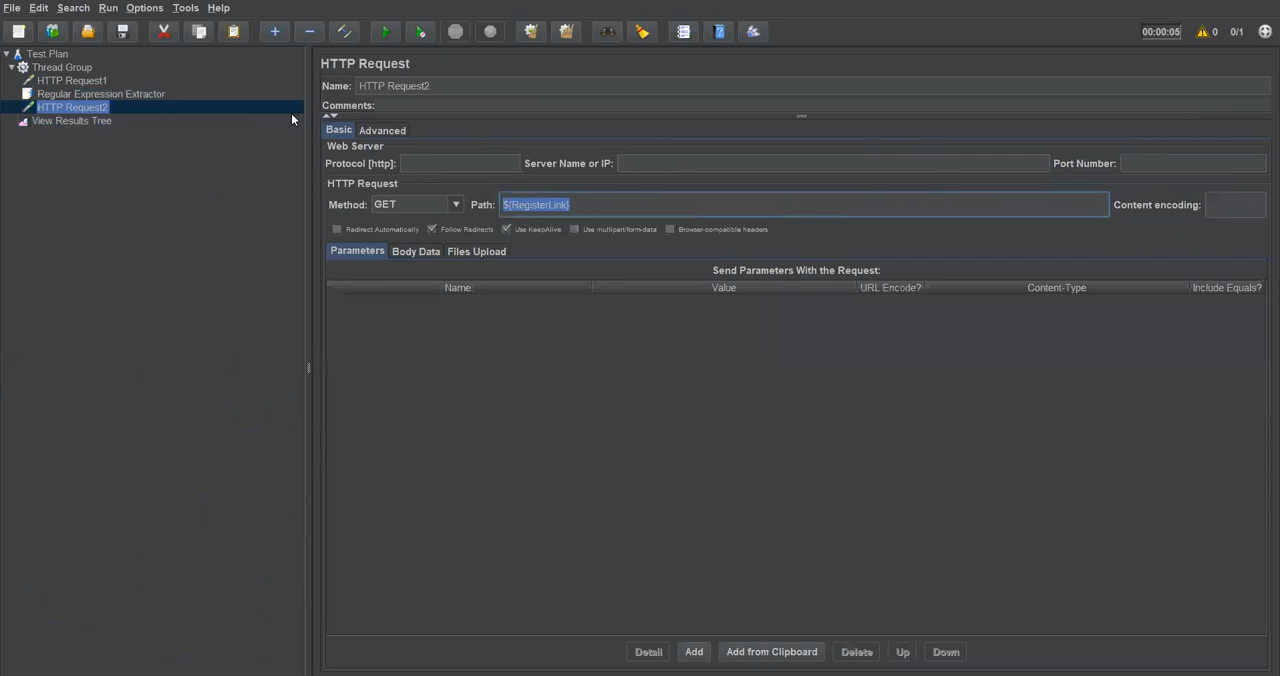 File Edit Search Run Options Tools Help
00:00:05 0 0/1
Test Plan
Thread Group
HTTP Request1
Regular Expression Extractor
HTTP Request2
View Results Tree
HTTP Request
Name: HTTP Request2
Comments:
Basic Advanced
Web Server
Protocol [http]: Server Name or IP: Port Number:
HTTP Request
Method: GET Path: ${RegisterLink} Content encoding:
Redirect Automatically Follow Redirects Use KeepAlive Use multipart/form-data Browser-compatible headers
Parameters Body Data Files Upload
Send Parameters With the Request:
Name: Value URL Encode? Content-Type Include Equals?
Detail Add Add from Clipboard Delete Up Down